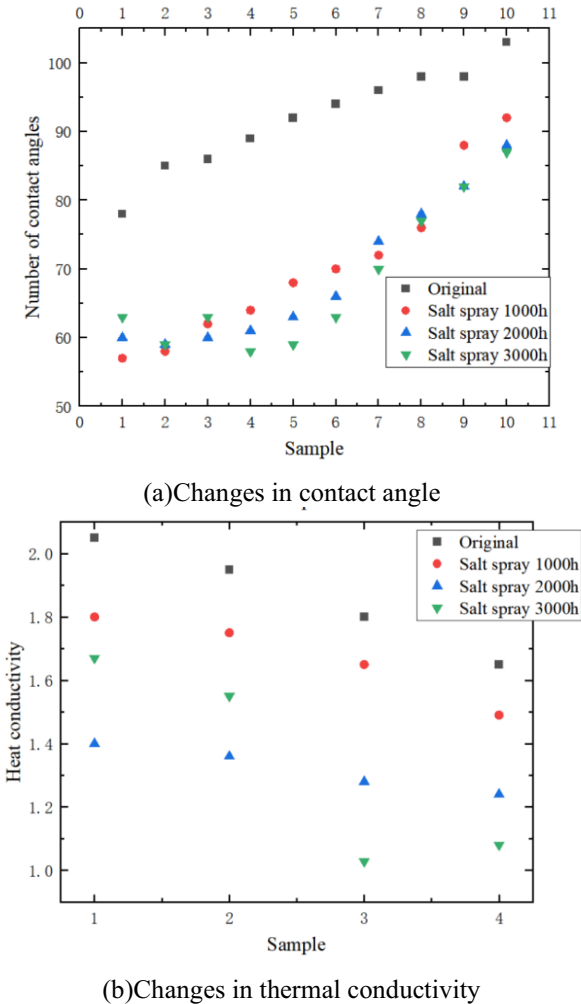 0 1 2 3 4 5 6 7 8 9 10 11
100
90
80
70
60
50
Number of contact angles
Original
Salt spray 1000h
Salt spray 2000h
Salt spray 3000h
0 1 2 3 4 5 6 7 8 9 10 11
Sample
(a)Changes in contact angle
2.0
1.8
1.6
1.4
1.2
1.0
Heat conductivity
Original
Salt spray 1000h
Salt spray 2000h
Salt spray 3000h
1 2 3 4
Sample
(b)Changes in thermal conductivity